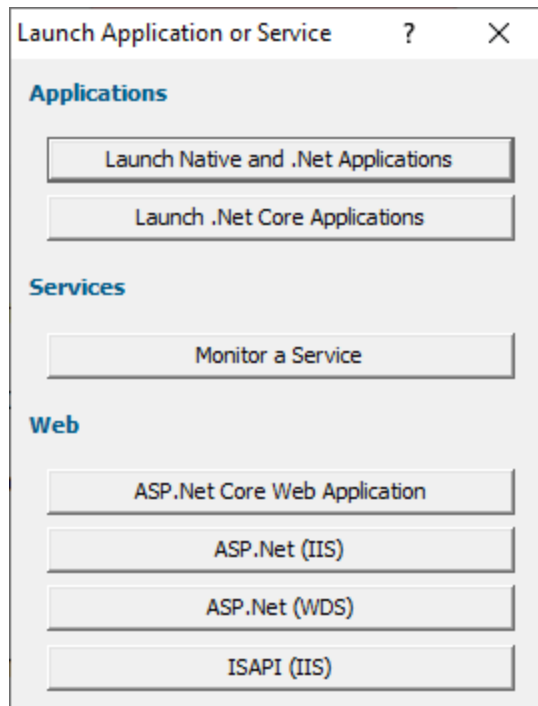 Launch Application or Service ?
Applications
Launch Native and .Net Applications
Launch .Net Core Applications
Services
Monitor a Service
Web
ASP.Net Core Web Application
ASP.Net (IIS)
ASP.Net (WDS)
ISAPI (IIS)